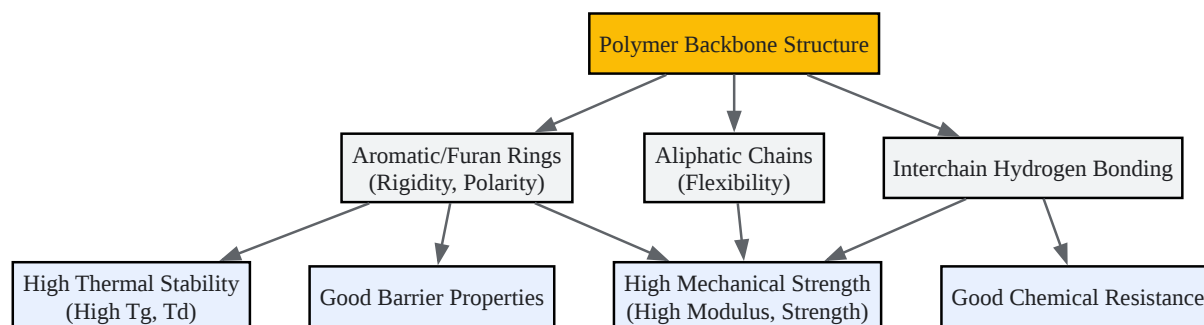 Polymer Backbone Structure
Aromatic/Furan Rings
(Rigidity, Polarity)
Aliphatic Chains
(Flexibility)
Interchain Hydrogen Bonding
High Thermal Stability
(High Tg, Td)
Good Barrier Properties
High Mechanical Strength
(High Modulus, Strength)
Good Chemical Resistance